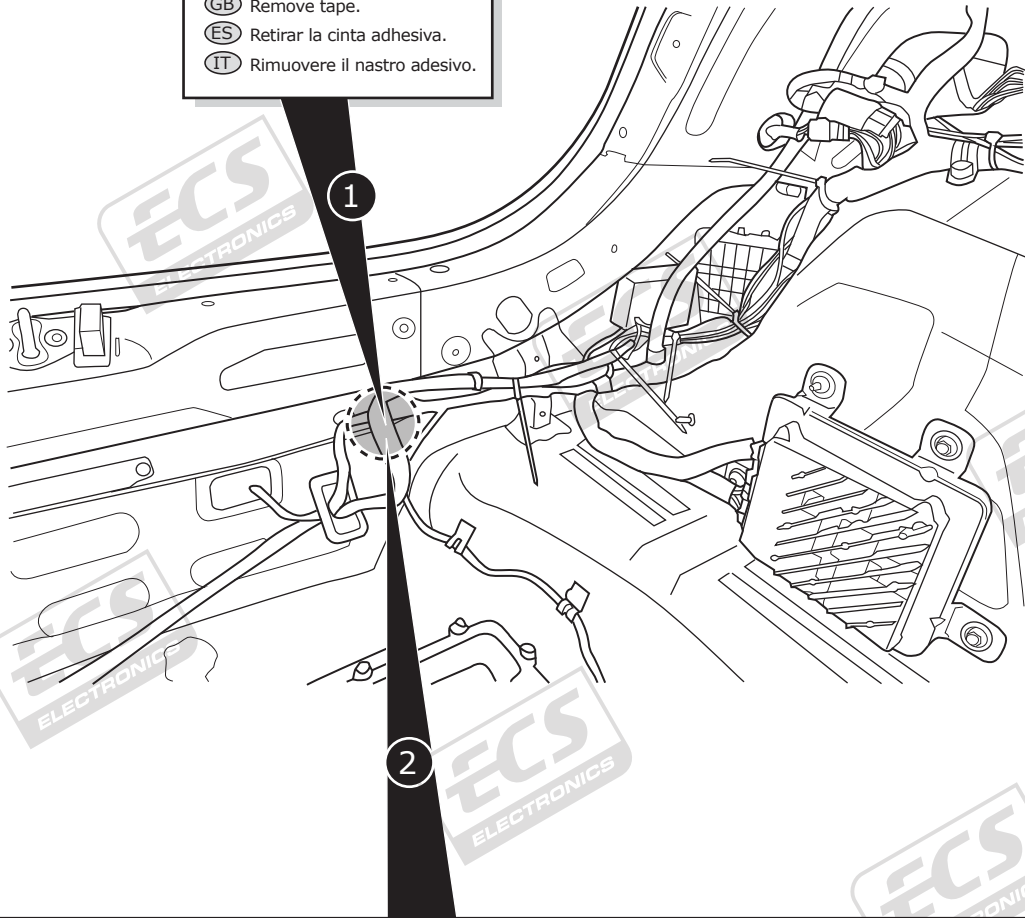 GB Remove tape.
ES Retirar la cinta adhesiva.
IT Rimuovere il nastro adesivo.
ECS
ELECTRONICS
1
ECS
ECS
ELECTRONICS
2
ECS
ELECTRONICS
ECS